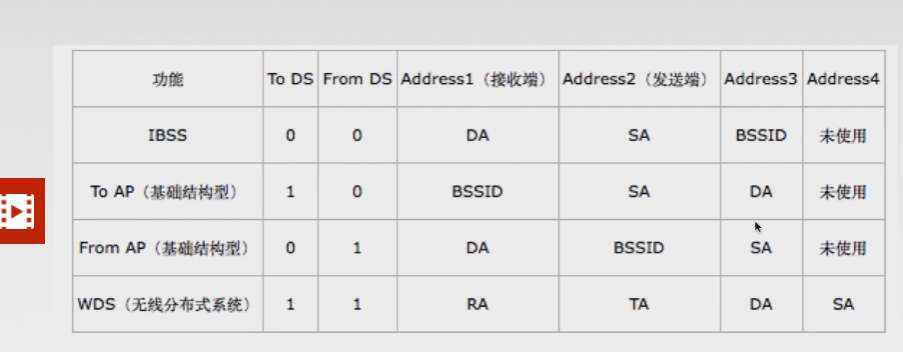 功能 To DS From DS Address1（接收端） Address2（发送端） Address3 Address4
IBSS 0 0 DA SA BSSID 未使用
To AP（基础结构型） 1 0 BSSID SA DA 未使用
From AP（基础结构型） 0 1 DA BSSID SA 未使用
WDS（无线分布式系统） 1 1 RA TA DA SA